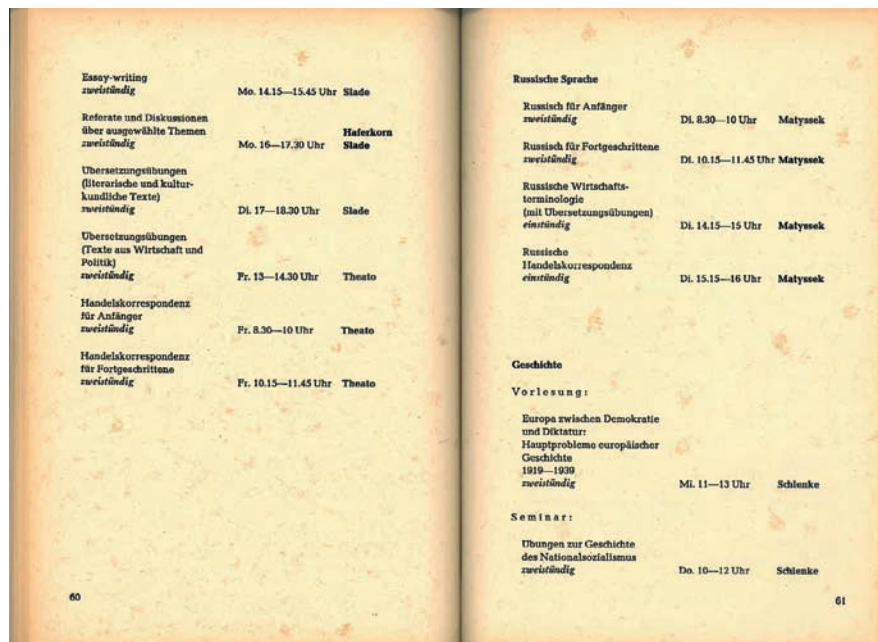 Essay-writing
zweistündig Mo. 14.15—15.45 Uhr Slade
Referate und Diskussionen
über ausgewählte Themen Haferkorn
zweistündig Mo. 16—17.30 Uhr Slade
Übersetzungsübungen
(literarische und kultur-
kundliche Texte)
zweistündig Di. 17—18.30 Uhr Slade
Übersetzungsübungen
(Texte aus Wirtschaft und
Politik)
zweistündig Fr. 13—14.30 Uhr Theato
Handelskorrespondenz
für Anfänger
zweistündig Fr. 8.30—10 Uhr Theato
Handelskorrespondenz
für Fortgeschrittene
zweistündig Fr. 10.15—11.45 Uhr Theato
60
Russische Sprache
Russisch für Anfänger
zweistündig Di. 8.30—10 Uhr Matyssek
Russisch für Fortgeschrittene
zweistündig Di. 10.15—11.45 Uhr Matyssek
Russische Wirtschafts-
terminologie
(mit Übersetzungsübungen)
einstündig Di. 14.15—15 Uhr Matyssek
Russische
Handelskorrespondenz
einstündig Di. 15.15—16 Uhr Matyssek
Geschichte
Vorlesung:
Europa zwischen Demokratie
und Diktatur:
Hauptprobleme europäischer
Geschichte
1919—1939
zweistündig Mi. 11—13 Uhr Schlenke
Seminar:
Übungen zur Geschichte
des Nationalsozialismus
zweistündig Do. 10—12 Uhr Schlenke
61